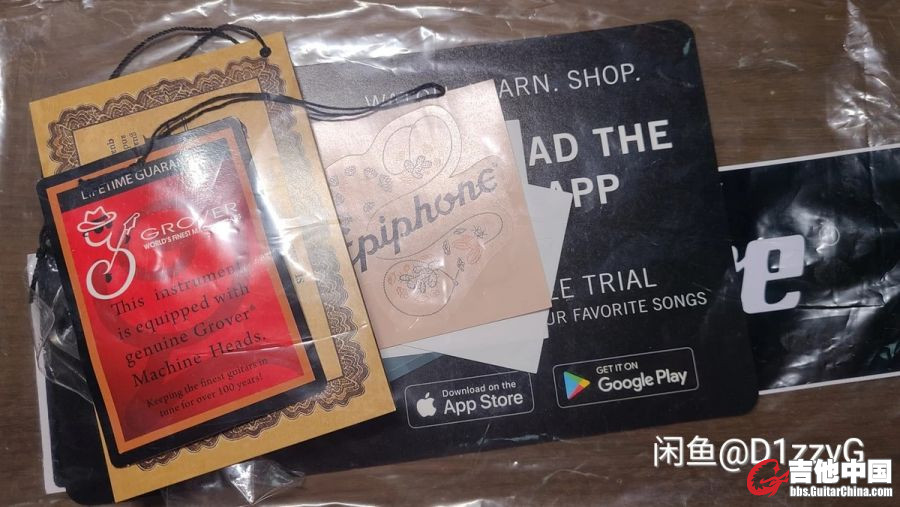 ARN. SHOP.
AD THE
APP
LE TRIAL
UR FAVORITE SONGS
Download on the
App Store
GET IT ON
Google Play
Epiphone
LIFETIME GUARAN
GROVER
WORLD'S FINEST M
This instrument
is equipped with
genuine Grover®
Machine Heads.
Keeping the finest guitars in
tune for over 100 years!
e
闲鱼@D1zzyG
吉他中国
bbs.GuitarChina.com